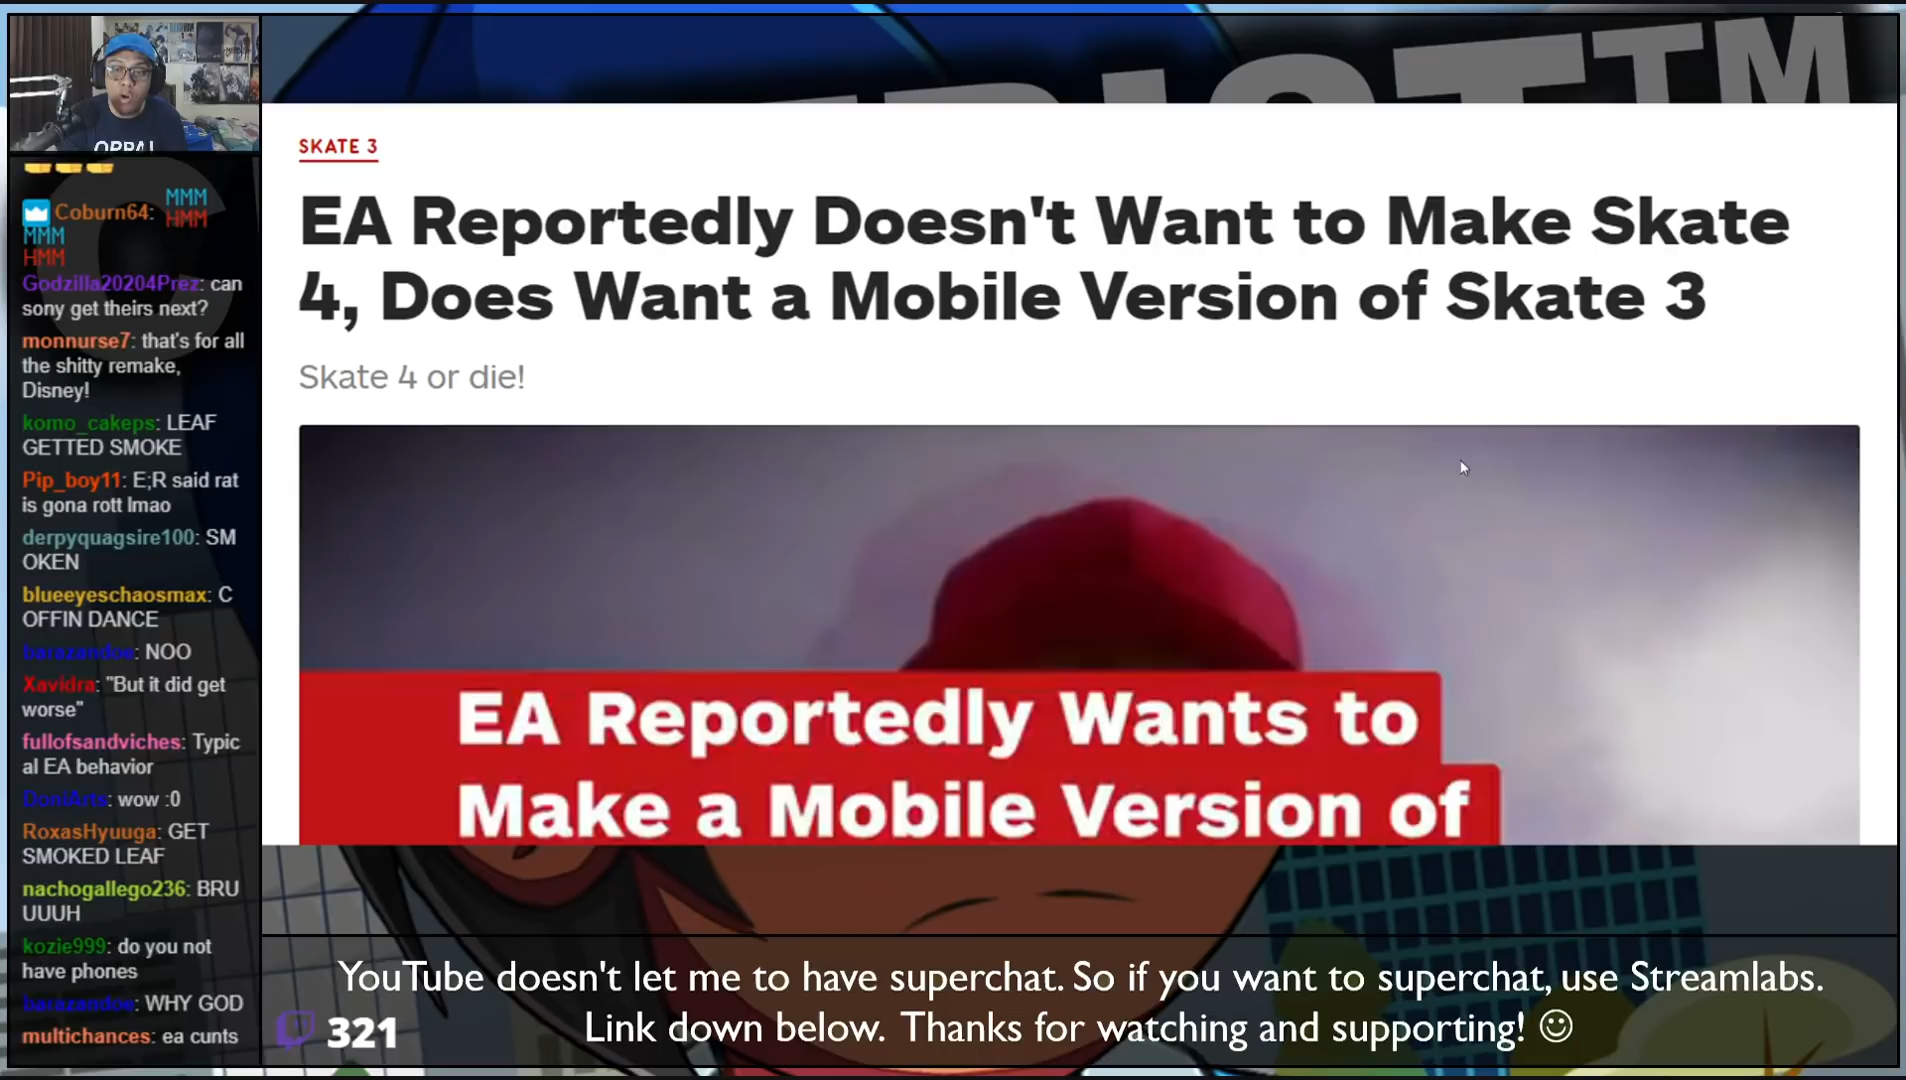 TM
ORBAL
Coburn64: MMM
HMM
MMM
HMM
Godzilla20204Prez: can
sony get theirs next?
monnurse7: that's for all
the shitty remake,
Disney!
komo_cakeps: LEAF
GETTED SMOKE
Pip_boy11: E;R said rat
is gona rott lmao
derpyquagsire100: SM
OKEN
blueeyeschaosmax: C
OFFIN DANCE
barazandoe: NOO
Xavidra: "But it did get
worse"
fullofsandviches: Typic
al EA behavior
DoniArts: wow :0
RoxasHyuuga: GET
SMOKED LEAF
nachogallego236: BRU
UUUH
kozie999: do you not
have phones
barazandoe: WHY GOD
multichances: ea cunts
SKATE 3
EA Reportedly Doesn't Want to Make Skate
4, Does Want a Mobile Version of Skate 3
Skate 4 or die!
EA Reportedly Wants to
Make a Mobile Version of
YouTube doesn't let me to have superchat. So if you want to superchat, use Streamlabs.
Link down below. Thanks for watching and supporting! ☺
321